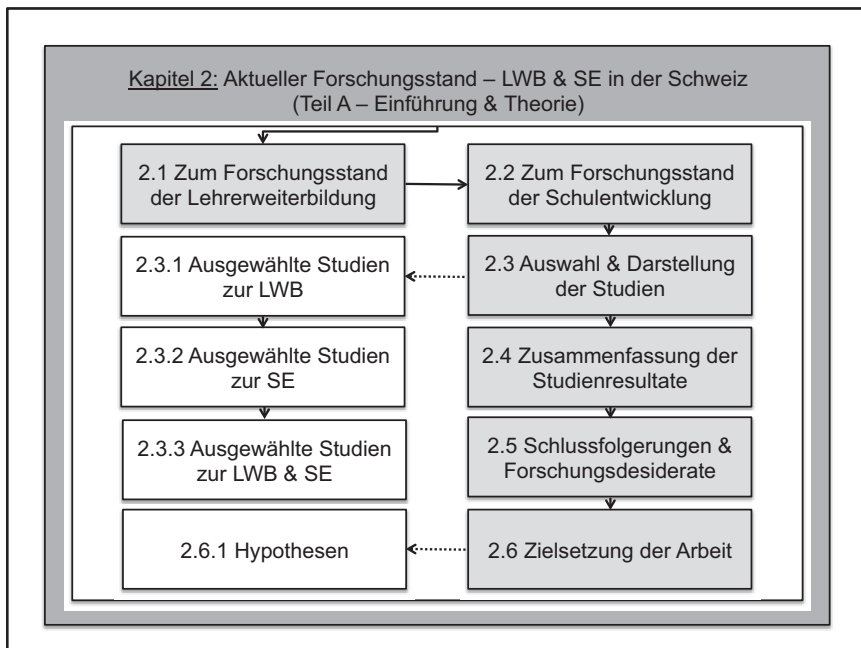 Kapitel 2: Aktueller Forschungsstand – LWB & SE in der Schweiz
(Teil A – Einführung & Theorie)
2.1 Zum Forschungsstand
der Lehrerweiterbildung
2.2 Zum Forschungsstand
der Schulentwicklung
2.3 Auswahl & Darstellung
der Studien
2.3.1 Ausgewählte Studien
zur LWB
2.3.2 Ausgewählte Studien
zur SE
2.3.3 Ausgewählte Studien
zur LWB & SE
2.4 Zusammenfassung der
Studienresultate
2.5 Schlussfolgerungen &
Forschungsdesiderate
2.6 Zielsetzung der Arbeit
2.6.1 Hypothesen